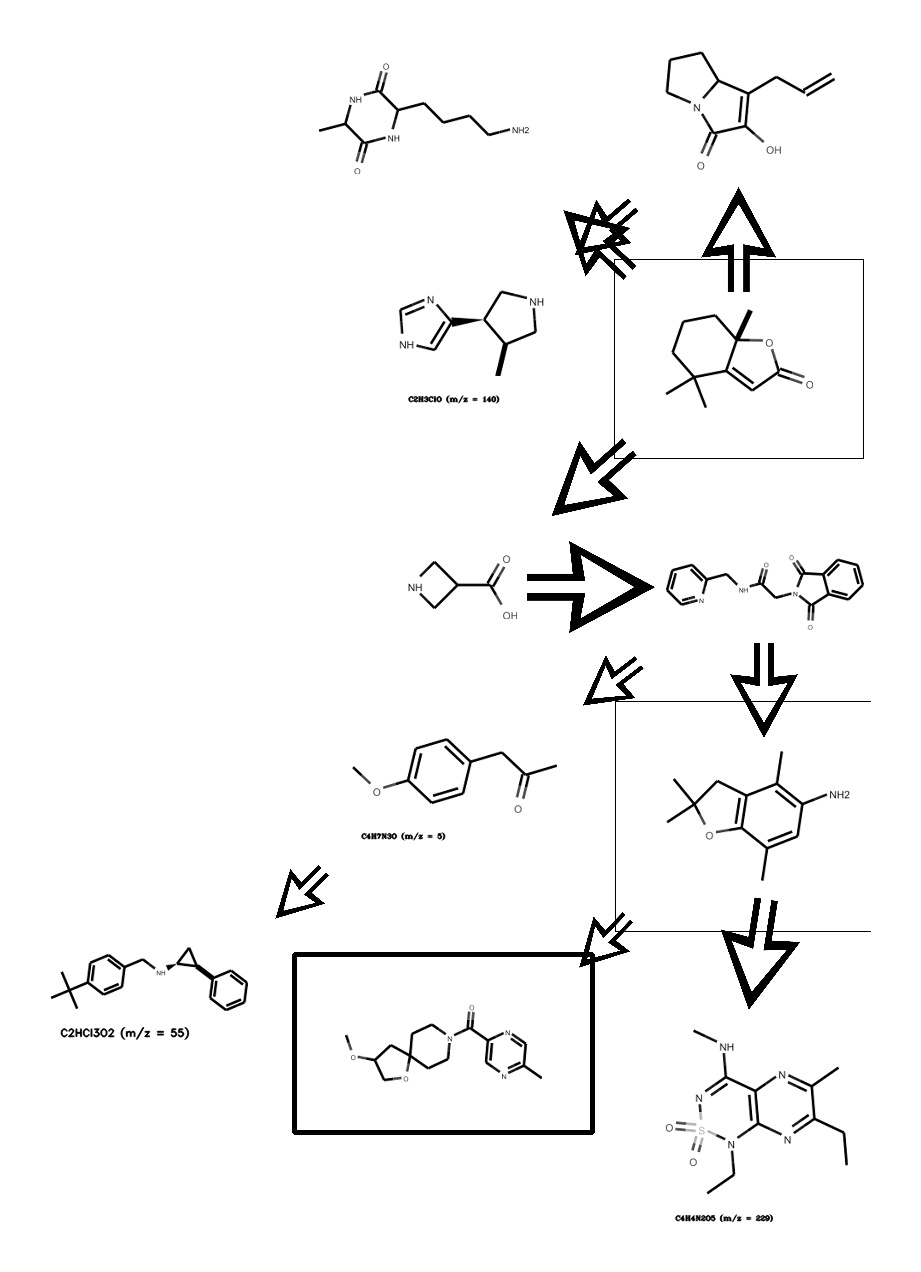 O
NH
NH
NH2
O
N
OH
O
N
NH
NH
C2H3ClO (m/z = 140)
O
O
NH
O
OH
N
NH
O
N
O
O
O
O
C4H7N3O (m/z = 5)
NH2
O
NH
C2HCl3O2 (m/z = 55)
O
O
N
O
N
N
NH
N
N
N
S
O
O
N
C4H4N2O5 (m/z = 229)